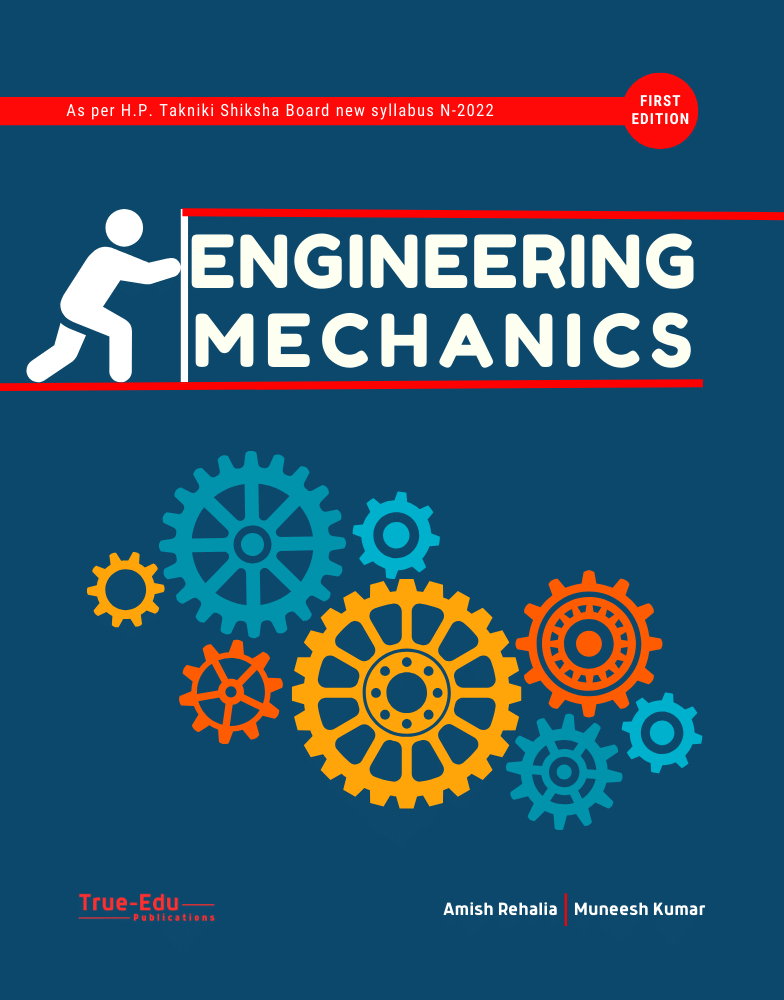 As per H.P. Takniki Shiksha Board new syllabus N-2022
FIRST
EDITION
ENGINEERING
MECHANICS
True-Edu
Publications
Amish Rehalia | Muneesh Kumar